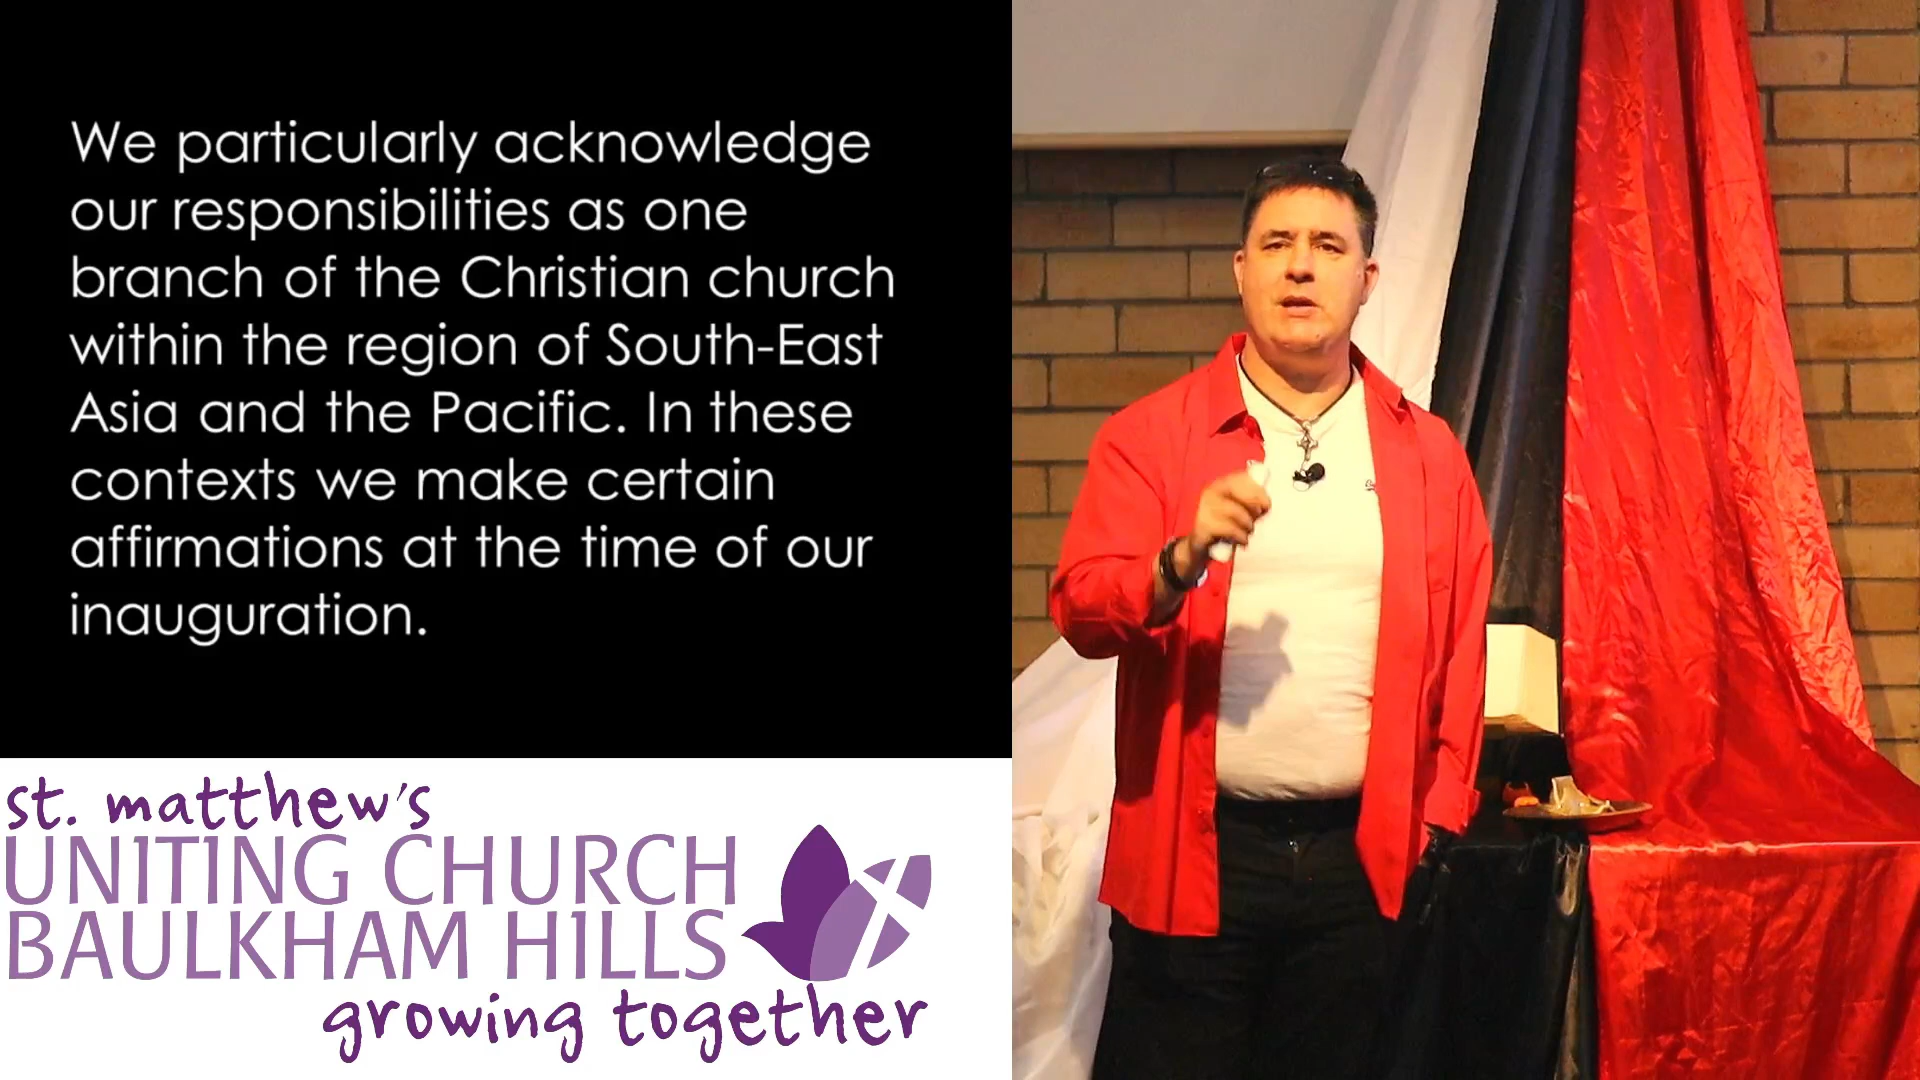 We particularly acknowledge
our responsibilities as one
branch of the Christian church
within the region of South-East
Asia and the Pacific. In these
contexts we make certain
affirmations at the time of our
inauguration.
st. matthew's
UNITING CHURCH
BAULKHAM HILLS
growing together